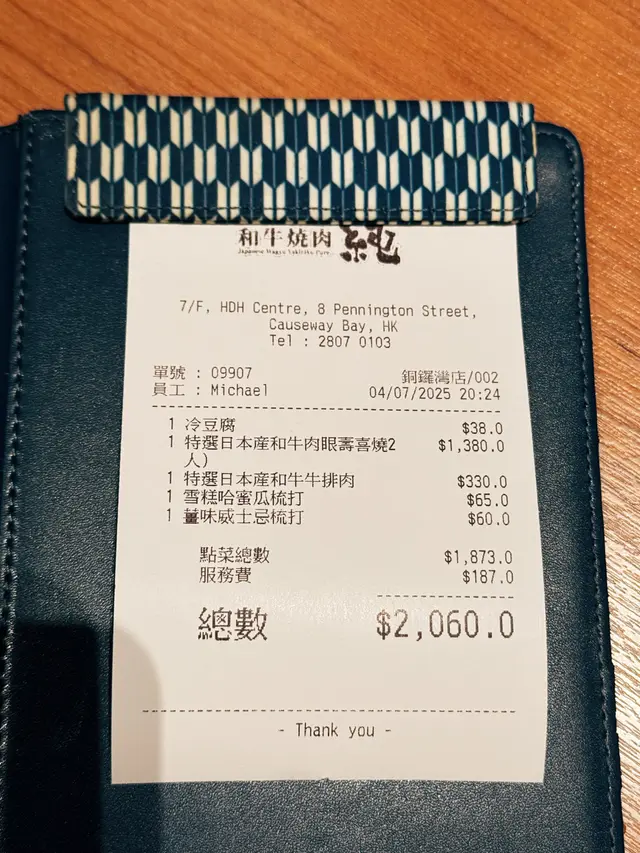 和牛燒肉 純
Japanese Wagyu Yakiniku Pure
7/F, HDH Centre, 8 Pennington Street,
Causeway Bay, HK
Tel : 2807 0103
單號 : 09907 銅鑼灣店/002
員工 : Michael 04/07/2025 20:24
1 冷豆腐 $38.0
1 特選日本産和牛肉眼壽喜燒2 $1,380.0
人)
1 特選日本産和牛牛排肉 $330.0
1 雪糕哈蜜瓜梳打 $65.0
1 薑味威士忌梳打 $60.0
點菜總數 $1,873.0
服務費 $187.0
總數 $2,060.0
- Thank you -